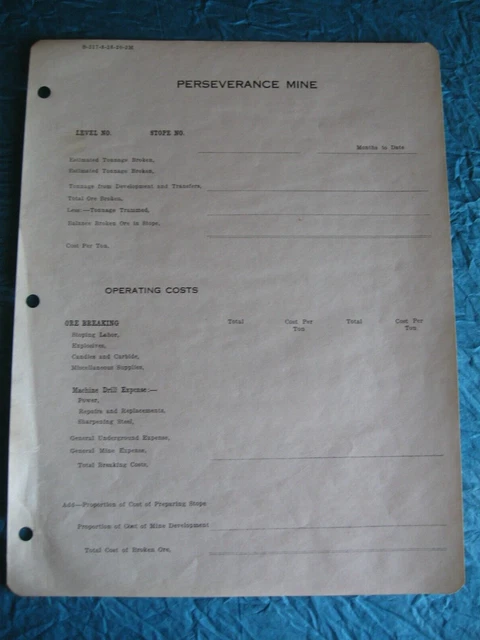 PERSEVERANCE MINE
LEVEL NO. STOPE NO.
Months to Date
Estimated Tonnage Broken,
Estimated Tonnage Broken,
Tonnage from Development and Transfers,
Total Ore Broken,
Less:—Tonnage Trammed,
Balance Broken Ore in Stope,
Cost Per Ton,
OPERATING COSTS
ORE BREAKING Total Cost Per Ton Total Cost Per Ton
Stoping Labor,
Explosives,
Candles and Carbide,
Miscellaneous Supplies,
Machine Drill Expense:—
Power,
Repairs and Replacements,
Sharpening Steel,
General Underground Expense,
General Mine Expense,
Total Breaking Costs,
Add—Proportion of Cost of Preparing Stope
Proportion of Cost of Mine Development
Total Cost of Broken Ore,